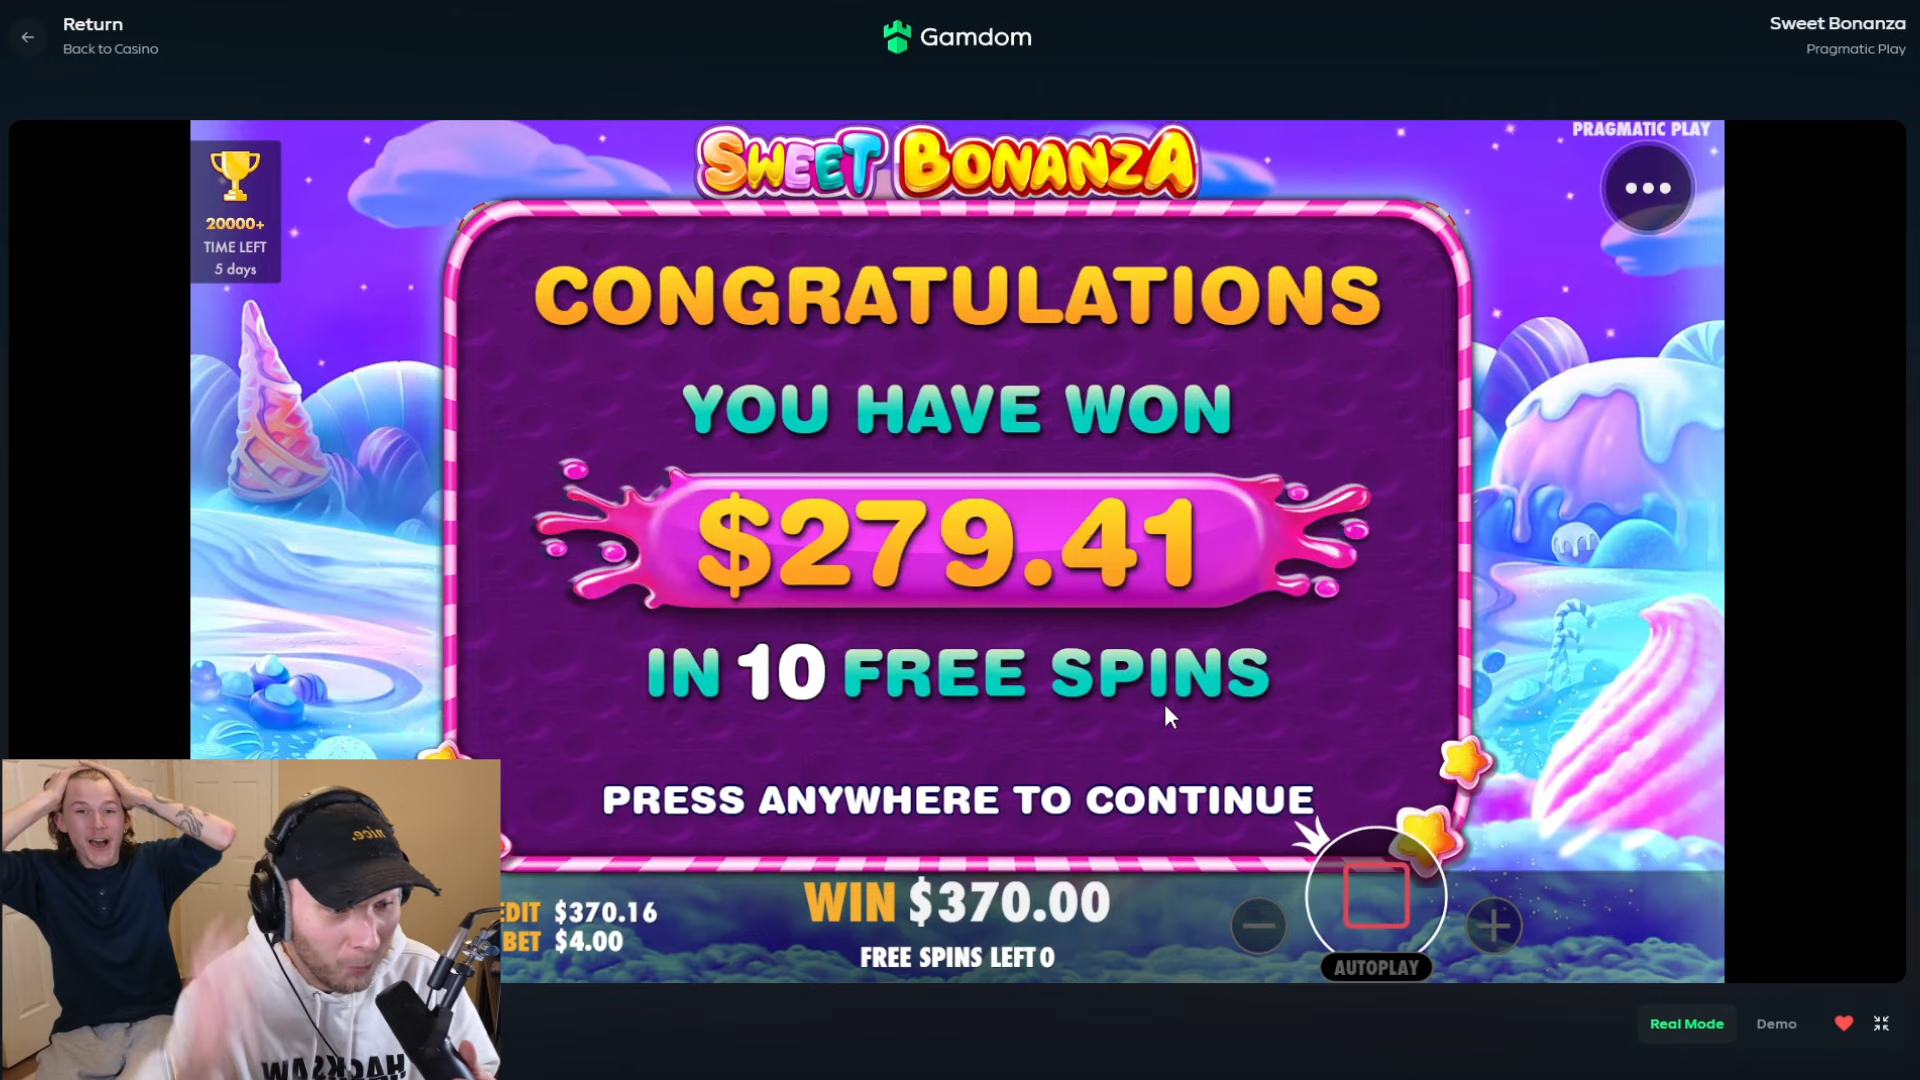 Return
Back to Casino
Gamdom
Sweet Bonanza
Pragmatic Play
PRAGMATIC PLAY
SWEET BONANZA
20000+
TIME LEFT
5 days
CONGRATULATIONS
YOU HAVE WON
$279.41
IN 10 FREE SPINS
PRESS ANYWHERE TO CONTINUE
EDIT $370.16
BET $4.00
WIN $370.00
FREE SPINS LEFT 0
AUTOPLAY
nice.
HACKSAW
Real Mode
Demo